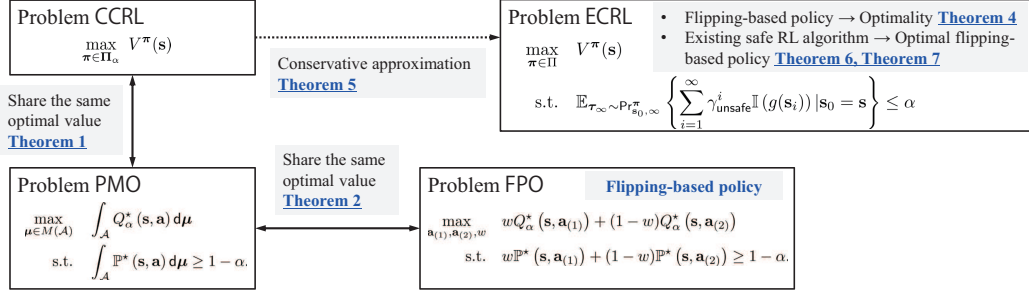 Problem CCRL
max_{π∈Π_α} V^π(s)
Conservative approximation
Theorem 5
Problem ECRL
max_{π∈Π} V^π(s)
s.t. 𝔼_{τ_∞∼Pr^π_{s_0,∞}} { ∑_{i=1}^{∞} γ^i_{unsafe} 𝕀(g(s_i)) | s_0 = s } ≤ α
• Flipping-based policy → Optimality Theorem 4
• Existing safe RL algorithm → Optimal flipping-
based policy Theorem 6, Theorem 7
Share the same
optimal value
Theorem 1
Problem PMO
max_{μ∈M(𝒜)} ∫_𝒜 Q^⋆_α (s, a) dμ
s.t. ∫_𝒜 ℙ^⋆ (s, a) dμ ≥ 1 − α.
Share the same
optimal value
Theorem 2
Problem FPO
Flipping-based policy
max_{a_{(1)},a_{(2)},w} wQ^⋆_α (s, a_{(1)}) + (1 − w)Q^⋆_α (s, a_{(2)})
s.t. wℙ^⋆ (s, a_{(1)}) + (1 − w)ℙ^⋆ (s, a_{(2)}) ≥ 1 − α.